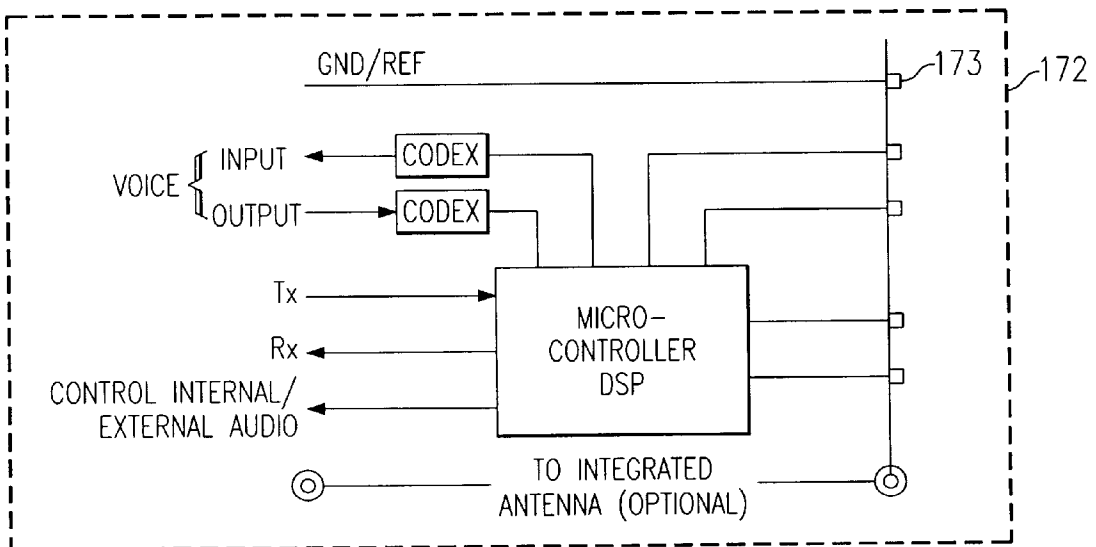 GND/REF
173
172
VOICE
INPUT
CODEX
OUTPUT
CODEX
Tx
Rx
MICRO-
CONTROLLER
DSP
CONTROL INTERNAL/
EXTERNAL AUDIO
TO INTEGRATED
ANTENNA (OPTIONAL)